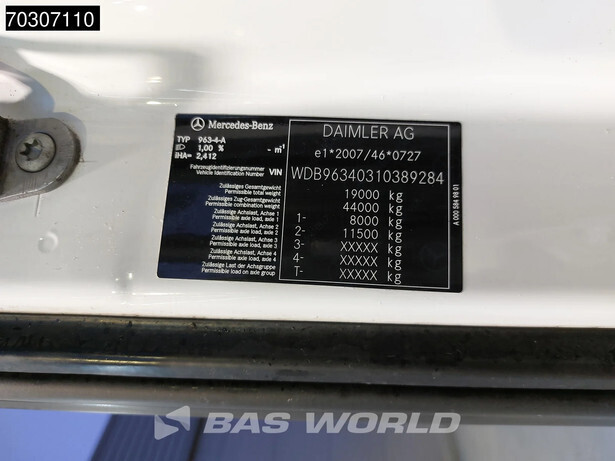 70307110
Mercedes-Benz
TYP 963-4-A
1,00 % - m¹
iHA= 2,412
Fahrzeugidentifizierungsnummer
Vehicle Identification Number VIN
Zulässiges Gesamtgewicht
Permissible total weight
Zulässiges Zug-Gesamtgewicht
Permissible combination weight
Zulässige Achslast, Achse 1
Permissible axle load, axle 1
Zulässige Achslast, Achse 2
Permissible axle load, axle 2
Zulässige Achslast, Achse 3
Permissible axle load, axle 3
Zulässige Achslast, Achse 4
Permissible axle load, axle 4
Zulässige Last der Achsgruppe
Permissible load on axle group
DAIMLER AG
e1*2007/46*0727
WDB96340310389284
19000 kg
44000 kg
1- 8000 kg
2- 11500 kg
3- XXXXX kg
4- XXXXX kg
T- XXXXX kg
A 000 584 98 01
BAS WORLD